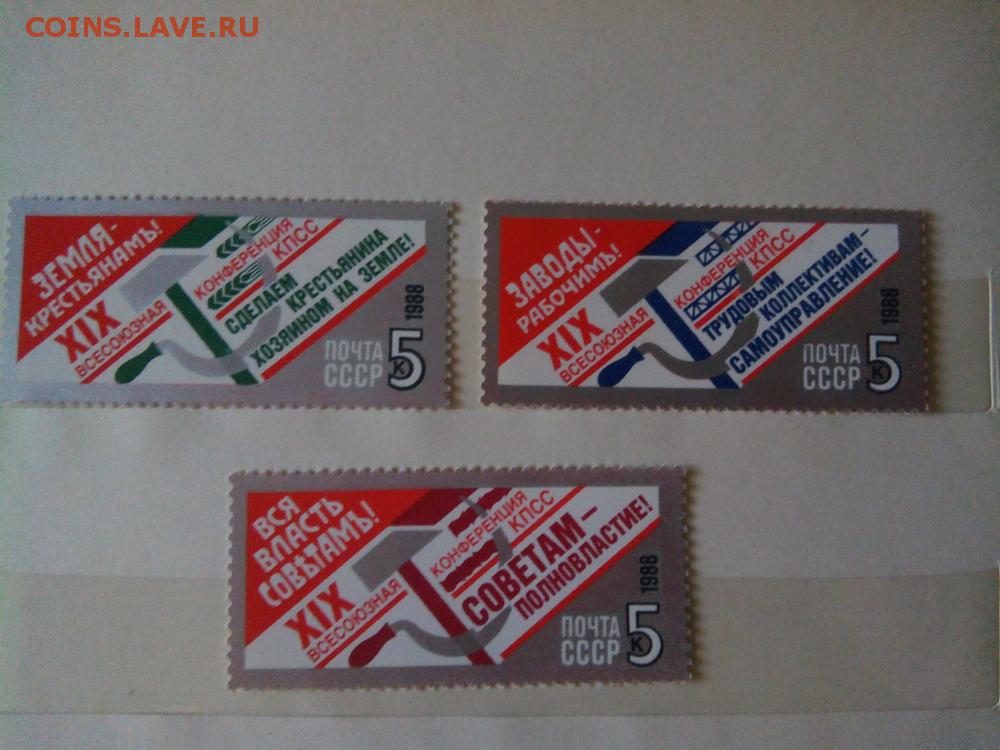 COINS.LAVE.RU
ЗЕМЛЯ-
КРЕСТЬЯНАМЪ!
XIX
ВСЕСОЮЗНАЯ
КОНФЕРЕНЦИЯ
КПСС
СДЕЛАЕМ
КРЕСТЬЯНИНА
ХОЗЯИНОМ НА ЗЕМЛЕ!
1988
ПОЧТА
СССР
5
К
ЗАВОДЫ-
РАБОЧИМЪ!
XIX
ВСЕСОЮЗНАЯ
КОНФЕРЕНЦИЯ
КПСС
ТРУДОВЫМ
КОЛЛЕКТИВАМ-
САМОУПРАВЛЕНИЕ!
1988
ПОЧТА
СССР
5
К
ВСЯ
ВЛАСТЬ
СОВѢТАМЪ!
XIX
ВСЕСОЮЗНАЯ
КОНФЕРЕНЦИЯ
КПСС
СОВЕТАМ-
ПОЛНОВЛАСТИЕ!
1988
ПОЧТА
СССР
5
К